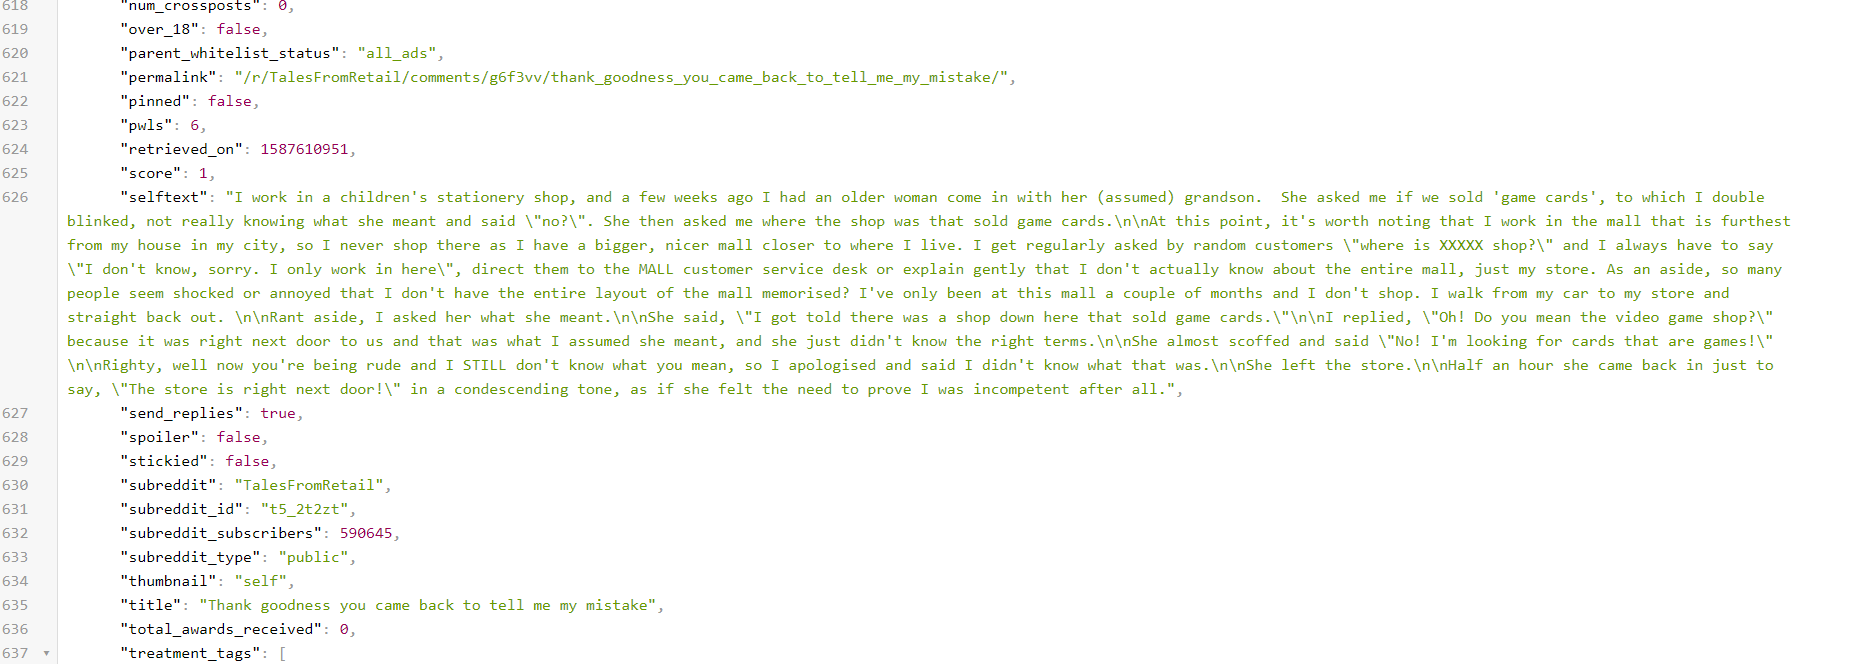 618 "num_crossposts": 0,
619 "over_18": false,
620 "parent_whitelist_status": "all_ads",
621 "permalink": "/r/TalesFromRetail/comments/g6f3vv/thank_goodness_you_came_back_to_tell_me_my_mistake/",
622 "pinned": false,
623 "pwls": 6,
624 "retrieved_on": 1587610951,
625 "score": 1,
626 "selftext": "I work in a children's stationery shop, and a few weeks ago I had an older woman come in with her (assumed) grandson.  She asked me if we sold 'game cards', to which I double
blinked, not really knowing what she meant and said \"no?\". She then asked me where the shop was that sold game cards.\n\nAt this point, it's worth noting that I work in the mall that is furthest
from my house in my city, so I never shop there as I have a bigger, nicer mall closer to where I live. I get regularly asked by random customers \"where is XXXXX shop?\" and I always have to say
\"I don't know, sorry. I only work in here\", direct them to the MALL customer service desk or explain gently that I don't actually know about the entire mall, just my store. As an aside, so many
people seem shocked or annoyed that I don't have the entire layout of the mall memorised? I've only been at this mall a couple of months and I don't shop. I walk from my car to my store and
straight back out. \n\nRant aside, I asked her what she meant.\n\nShe said, \"I got told there was a shop down here that sold game cards.\"\n\nI replied, \"Oh! Do you mean the video game shop?\"
because it was right next door to us and that was what I assumed she meant, and she just didn't know the right terms.\n\nShe almost scoffed and said \"No! I'm looking for cards that are games!\"
\n\nRighty, well now you're being rude and I STILL don't know what you mean, so I apologised and said I didn't know what that was.\n\nShe left the store.\n\nHalf an hour she came back in just to
say, \"The store is right next door!\" in a condescending tone, as if she felt the need to prove I was incompetent after all.",
627 "send_replies": true,
628 "spoiler": false,
629 "stickied": false,
630 "subreddit": "TalesFromRetail",
631 "subreddit_id": "t5_2t2zt",
632 "subreddit_subscribers": 590645,
633 "subreddit_type": "public",
634 "thumbnail": "self",
635 "title": "Thank goodness you came back to tell me my mistake",
636 "total_awards_received": 0,
637 "treatment_tags": [